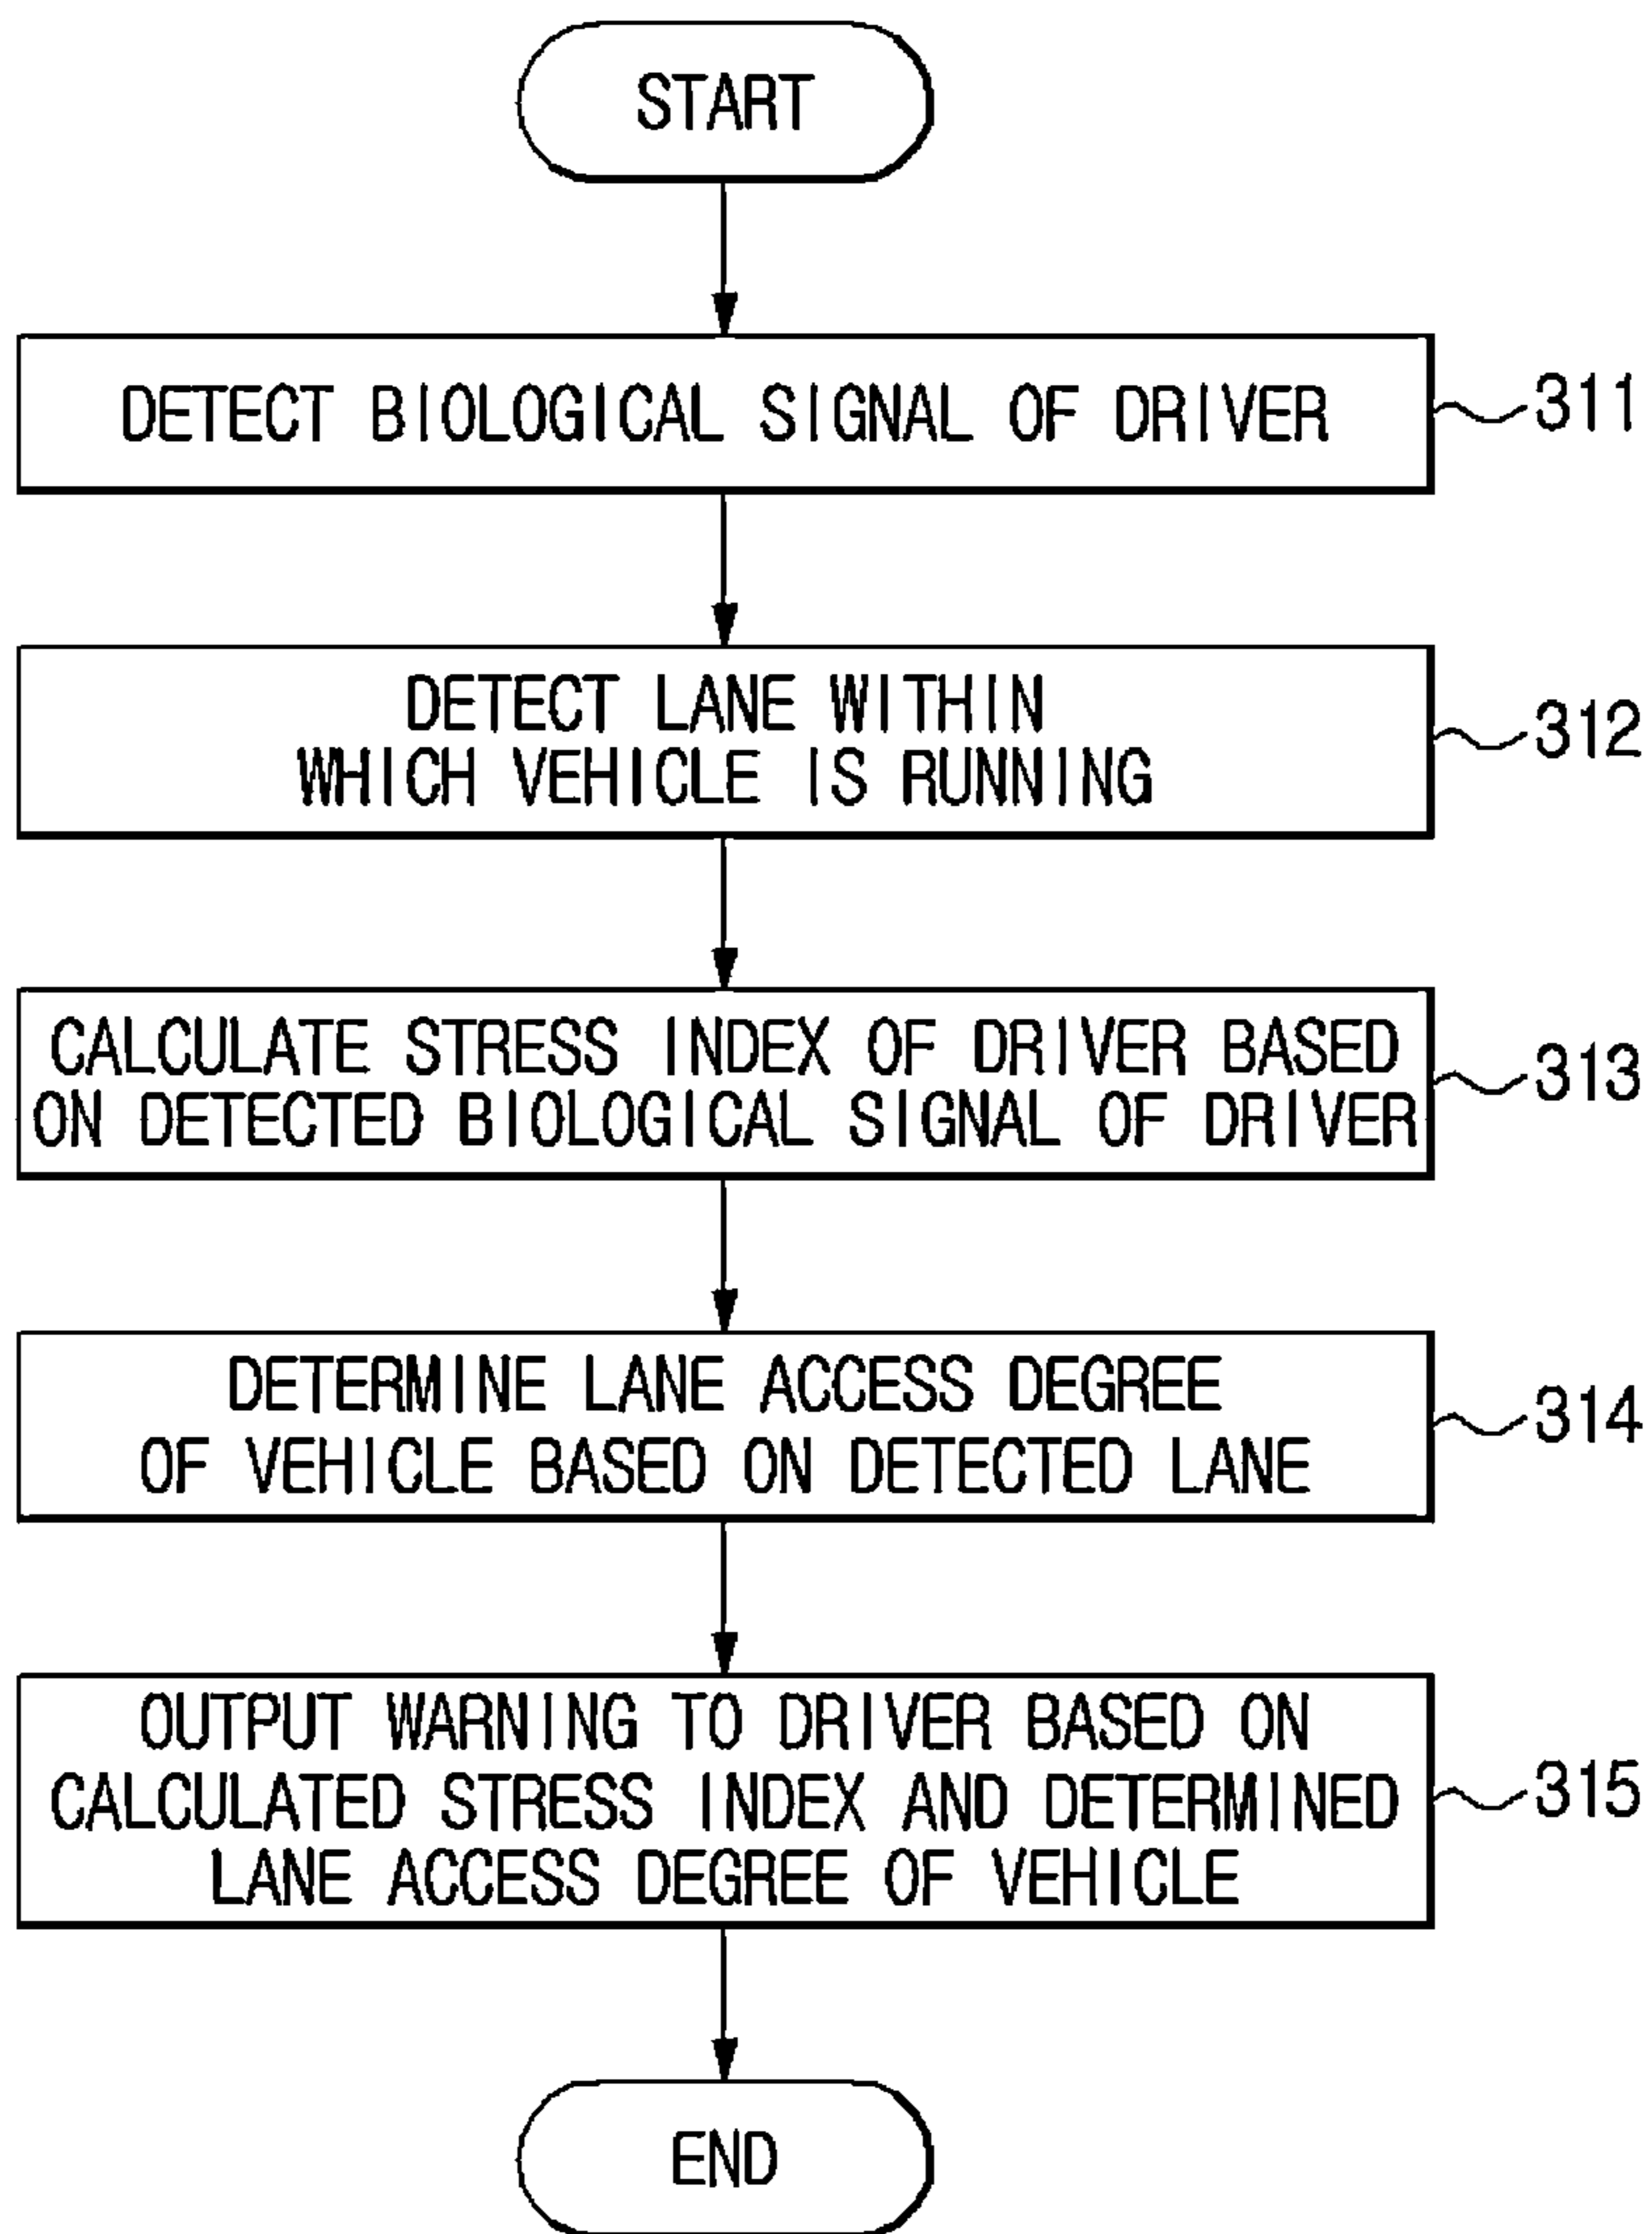 START
DETECT BIOLOGICAL SIGNAL OF DRIVER
311
DETECT LANE WITHIN
WHICH VEHICLE IS RUNNING
312
CALCULATE STRESS INDEX OF DRIVER BASED
ON DETECTED BIOLOGICAL SIGNAL OF DRIVER
313
DETERMINE LANE ACCESS DEGREE
OF VEHICLE BASED ON DETECTED LANE
314
OUTPUT WARNING TO DRIVER BASED ON
CALCULATED STRESS INDEX AND DETERMINED
LANE ACCESS DEGREE OF VEHICLE
315
END